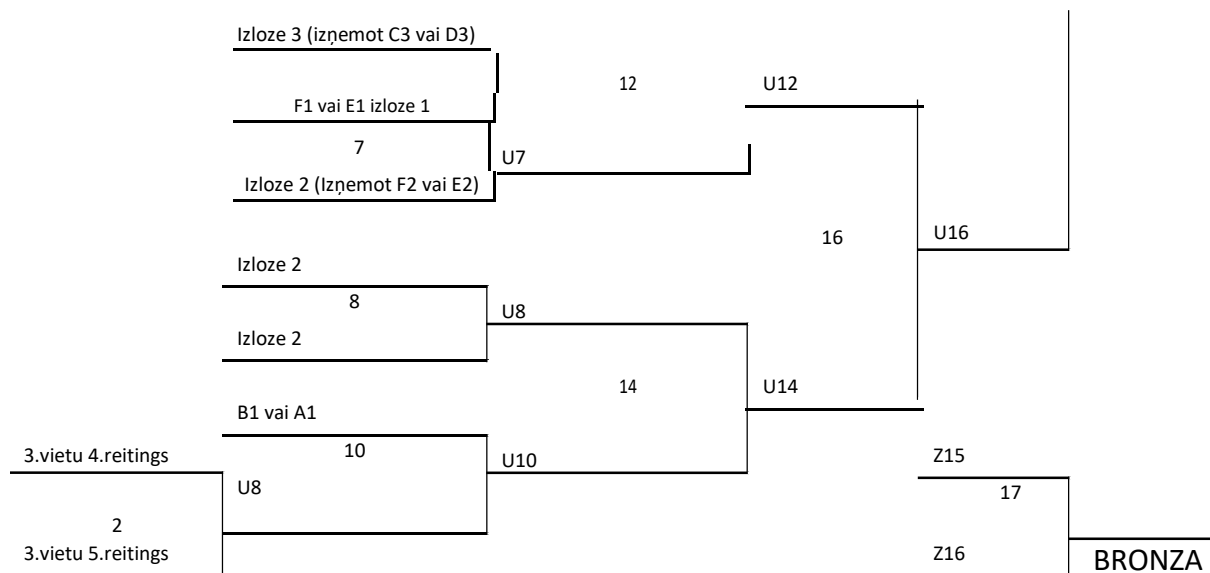 Izloze 3 (izņemot C3 vai D3)
12
U12
F1 vai E1 izloze 1
7
U7
Izloze 2 (Izņemot F2 vai E2)
16
U16
Izloze 2
8
U8
Izloze 2
14
U14
B1 vai A1
10
U10
3.vietu 4.reitings
U8
Z15
17
2
3.vietu 5.reitings
Z16
BRONZA